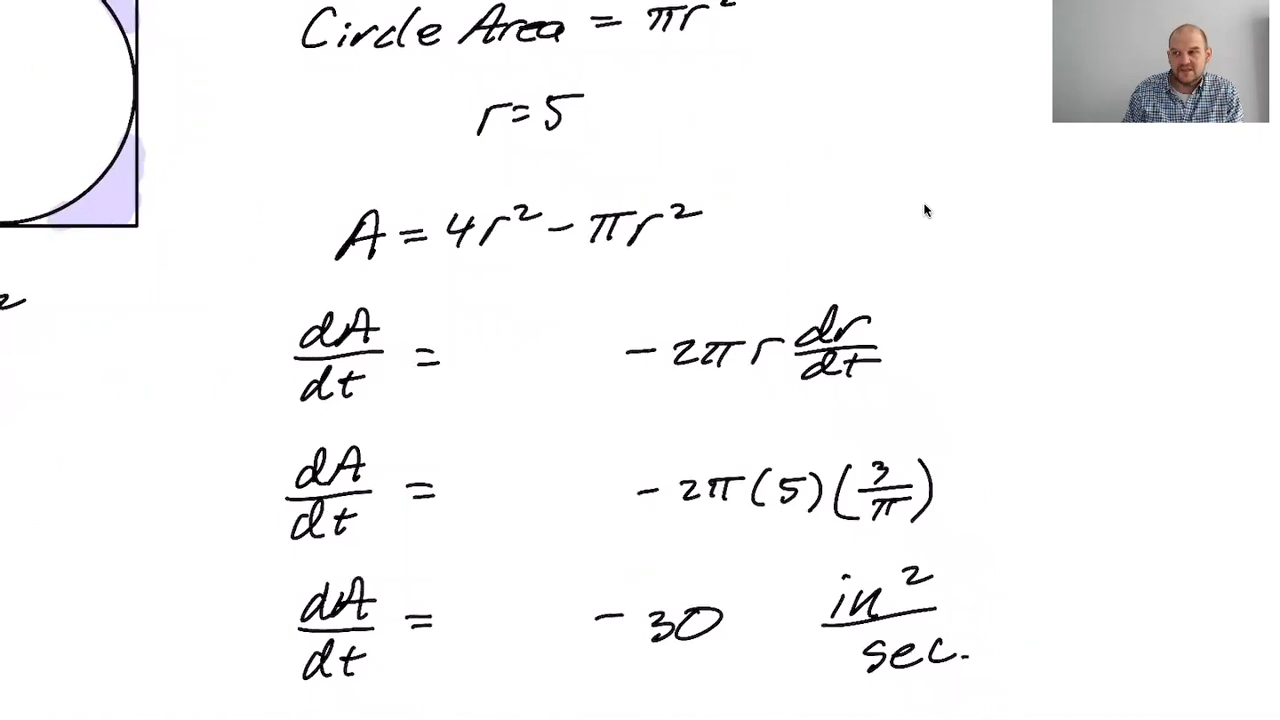 Circle Area = πr²
r = 5
A = 4r² - πr²
2
dA/dt = - 2πr dr/dt
dA/dt = - 2π(5)(3/π)
dA/dt = - 30 in²/sec.